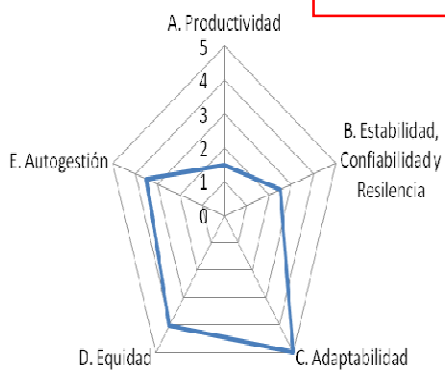 A. Productividad
5
4
3
2
1
0
B. Estabilidad,
Confiabilidad y
Resilencia
E. Autogestión
D. Equidad
C. Adaptabilidad